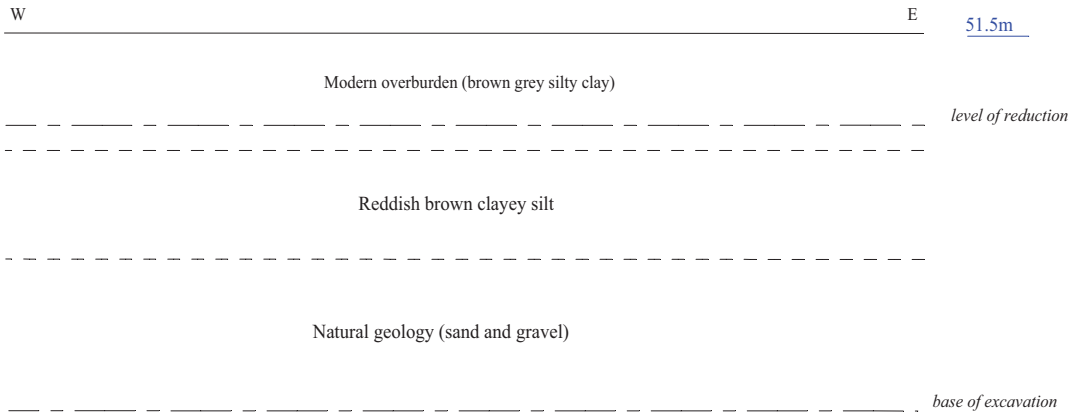 W
E
51.5m
Modern overburden (brown grey silty clay)
level of reduction
Reddish brown clayey silt
Natural geology (sand and gravel)
base of excavation